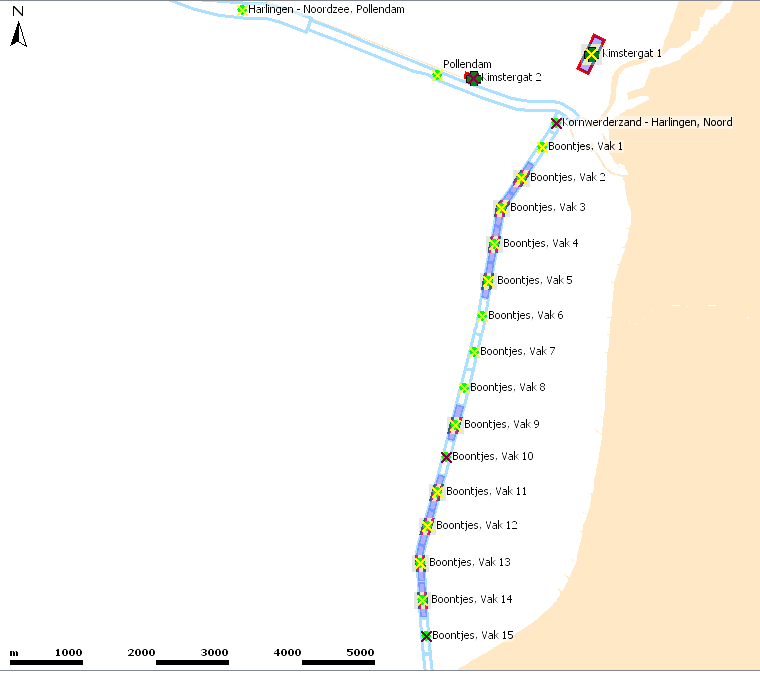 N
Harlingen - Noordzee, Pollendam
Kimstergat 1
Pollendam
Kimstergat 2
Kornwerderzand - Harlingen, Noord
Boontjes, Vak 1
Boontjes, Vak 2
Boontjes, Vak 3
Boontjes, Vak 4
Boontjes, Vak 5
Boontjes, Vak 6
Boontjes, Vak 7
Boontjes, Vak 8
Boontjes, Vak 9
Boontjes, Vak 10
Boontjes, Vak 11
Boontjes, Vak 12
Boontjes, Vak 13
Boontjes, Vak 14
Boontjes, Vak 15
m 1000 2000 3000 4000 5000